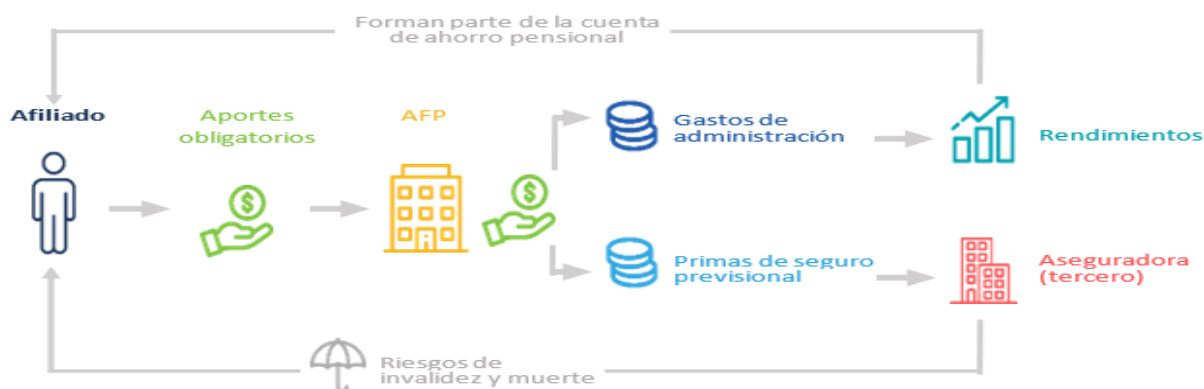 Forman parte de la cuenta
de ahorro pensional
Afiliado
Aportes
obligatorios
AFP
$
$
Gastos de
administración
Rendimientos
Primas de seguro
previsional
Aseguradora
(tercero)
Riesgos de
invalidez y muerte